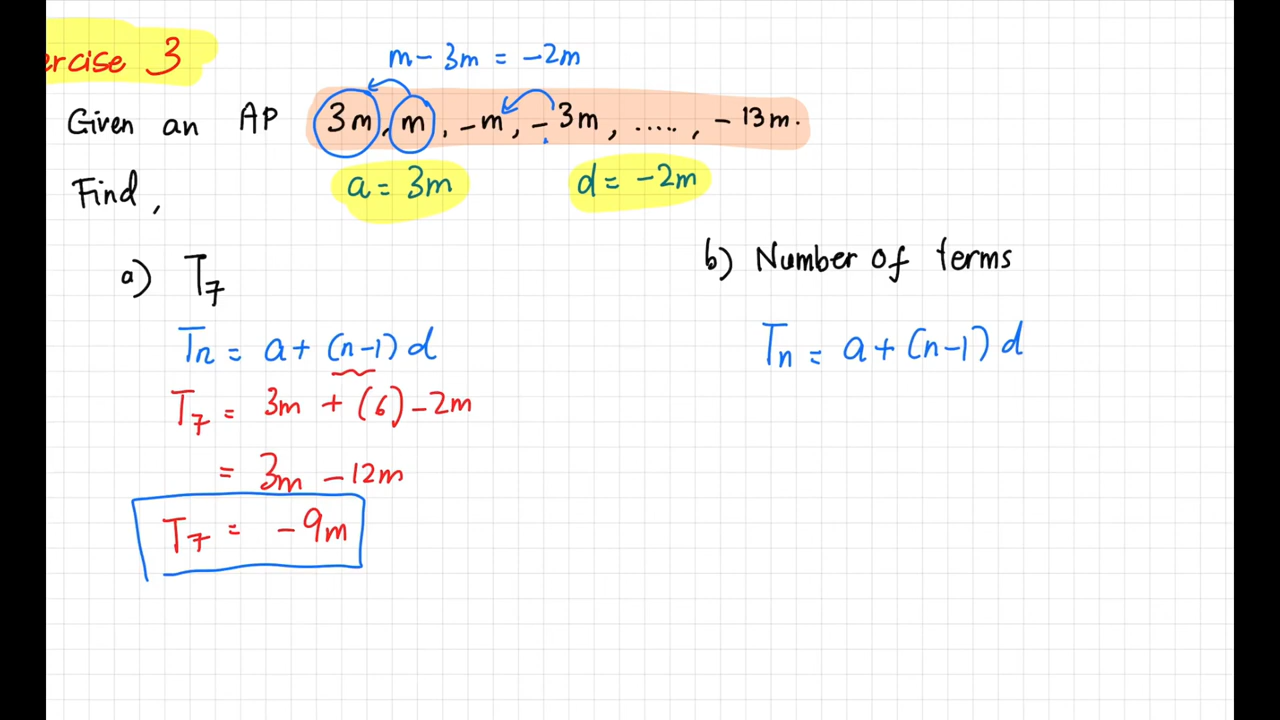 ercise 3
m - 3m = -2m
Given an AP 3m, m, -m, -3m, ....., -13m.
Find, a = 3m d = -2m
a) T₇
Tₙ = a + (n-1) d
T₇ = 3m + (6) -2m
= 3m - 12m
T₇ = -9m
b) Number of terms
Tₙ = a + (n-1) d